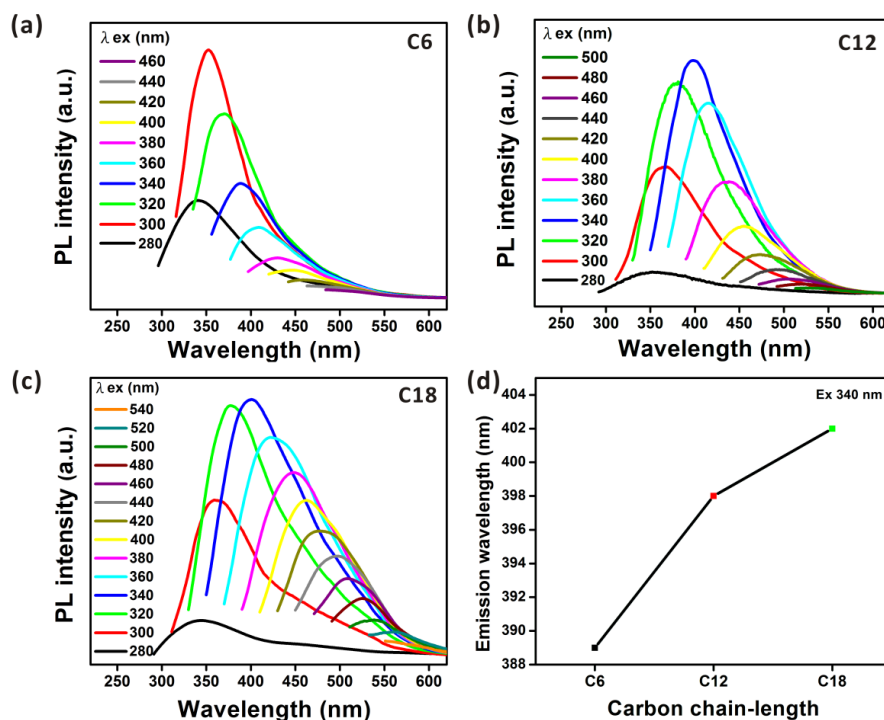 (a)
C6
λ ex (nm)
460
440
420
400
380
360
340
320
300
280
PL intensity (a.u.)
250 300 350 400 450 500 550 600
Wavelength (nm)
(b)
C12
λ ex (nm)
500
480
460
440
420
400
380
360
340
320
300
280
PL intensity (a.u.)
250 300 350 400 450 500 550 600
Wavelength (nm)
(c)
C18
λ ex (nm)
540
520
500
480
460
440
420
400
380
360
340
320
300
280
PL intensity (a.u.)
250 300 350 400 450 500 550 600
Wavelength (nm)
(d)
Ex 340 nm
404
402
400
398
396
394
392
390
389
388
Emission wavelength (nm)
C6 C12 C18
Carbon chain-length